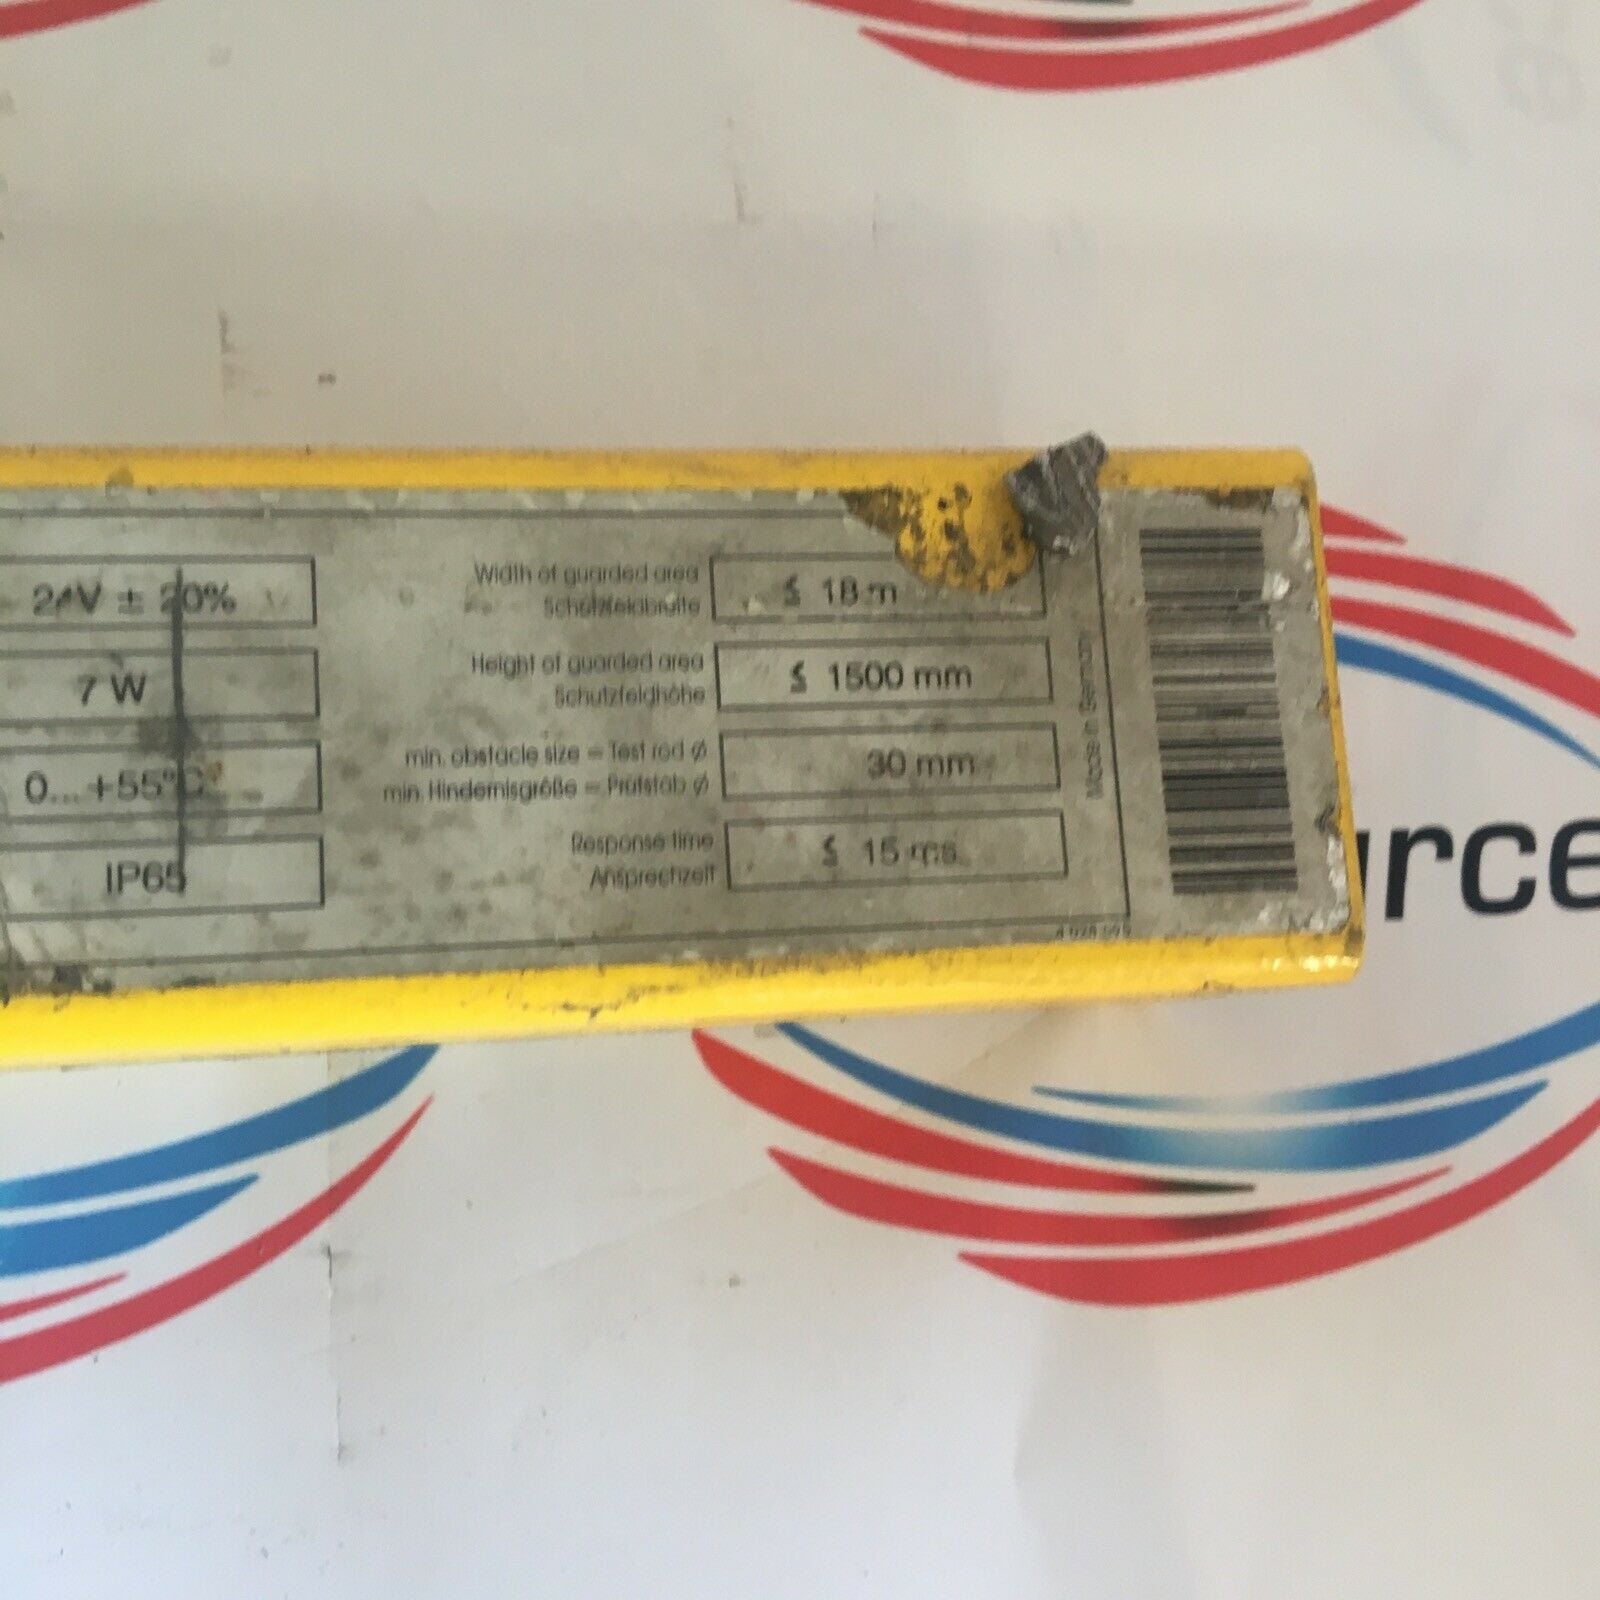 24V ± 20%
7 W
0... +55°C
IP65
Width of guarded area
Schutzfeldbreite
≤ 18 m
Height of guarded area
Schutzfeldhöhe
≤ 1500 mm
min. obstacle size = Test rod Ø
min. Hindernisgröße = Prüfstab Ø
30 mm
Response time
Ansprechzeit
≤ 15 ms
Made in Germany
urce